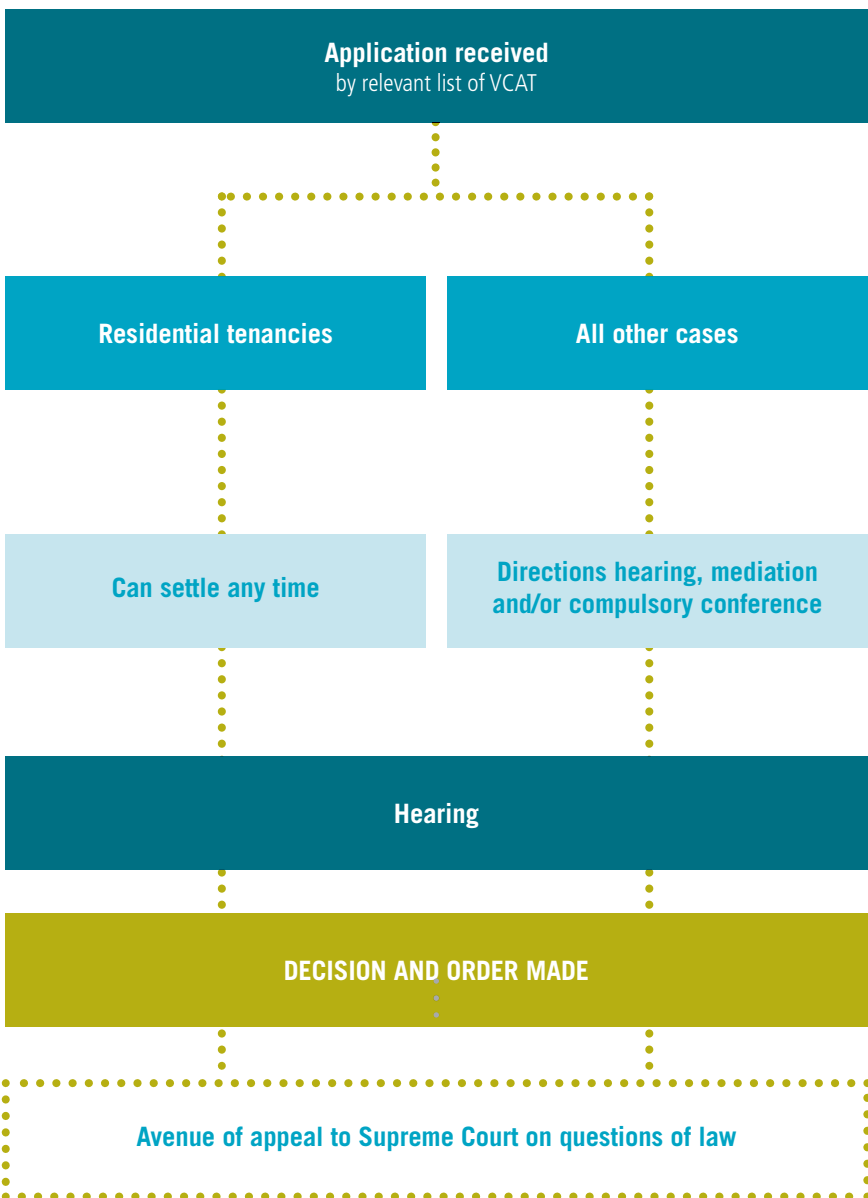 Application received
by relevant list of VCAT
Residential tenancies
All other cases
Can settle any time
Directions hearing, mediation
and/or compulsory conference
Hearing
DECISION AND ORDER MADE
Avenue of appeal to Supreme Court on questions of law